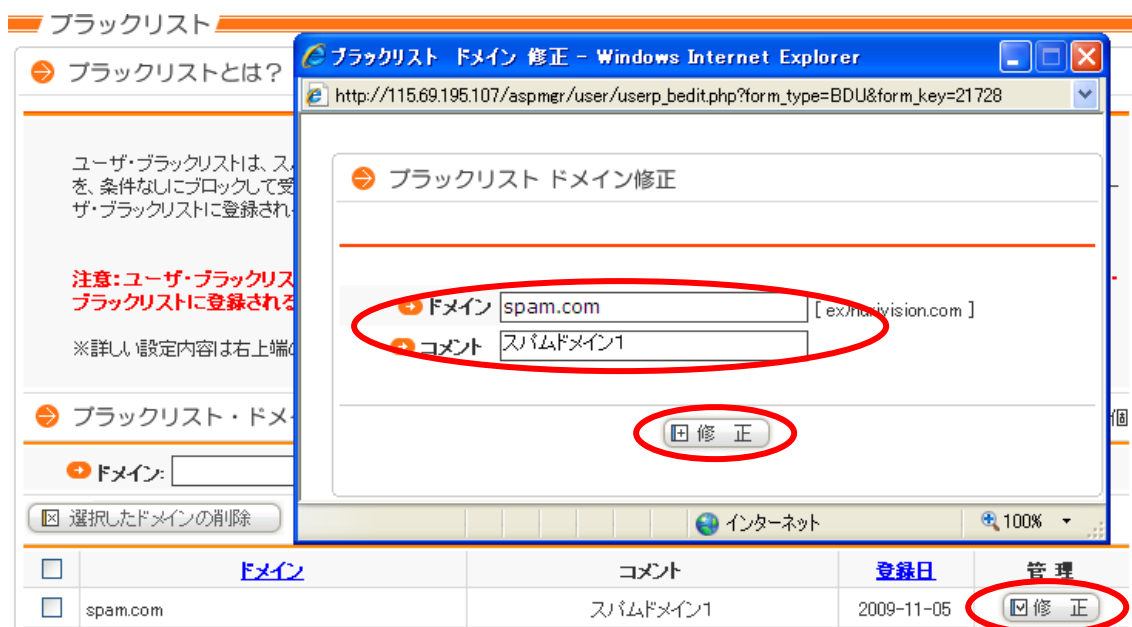 ブラックリスト
ブラックリストとは?
ユーザ・ブラックリストは、ス
を、条件なしにブロックして受
ザ・ブラックリストに登録され
注意:ユーザ・ブラックリス
ブラックリストに登録される
※詳しい設定内容は右上端の
ブラックリスト ドメイン 修正 - Windows Internet Explorer
http://115.69.195.107/aspmgr/user/userp_bedit.php?form_type=BDU&form_key=21728
ブラックリスト ドメイン修正
ドメイン spam.com [ ex)nurivision.com ]
コメント スパムドメイン1
修 正
インターネット 100%
ブラックリスト・ドメ
個
ドメイン:
選択したドメインの削除
ドメイン コメント 登録日 管 理
spam.com スパムドメイン1 2009-11-05 修 正